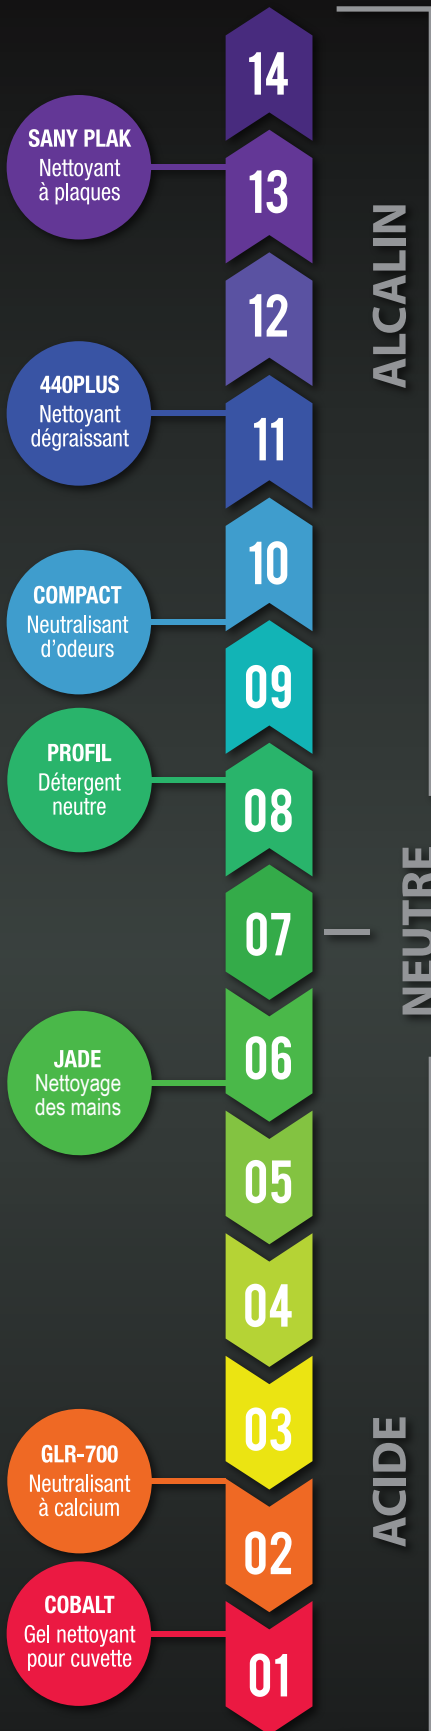 14
SANY PLAK
Nettoyant
à plaques
13
12
ALCALIN
440PLUS
Nettoyant
dégraissant
11
10
COMPACT
Neutralisant
d'odeurs
09
PROFIL
Détergent
neutre
08
07
NEUTRE
06
JADE
Nettoyage
des mains
05
04
03
ACIDE
GLR-700
Neutralisant
à calcium
02
COBALT
Gel nettoyant
pour cuvette
01